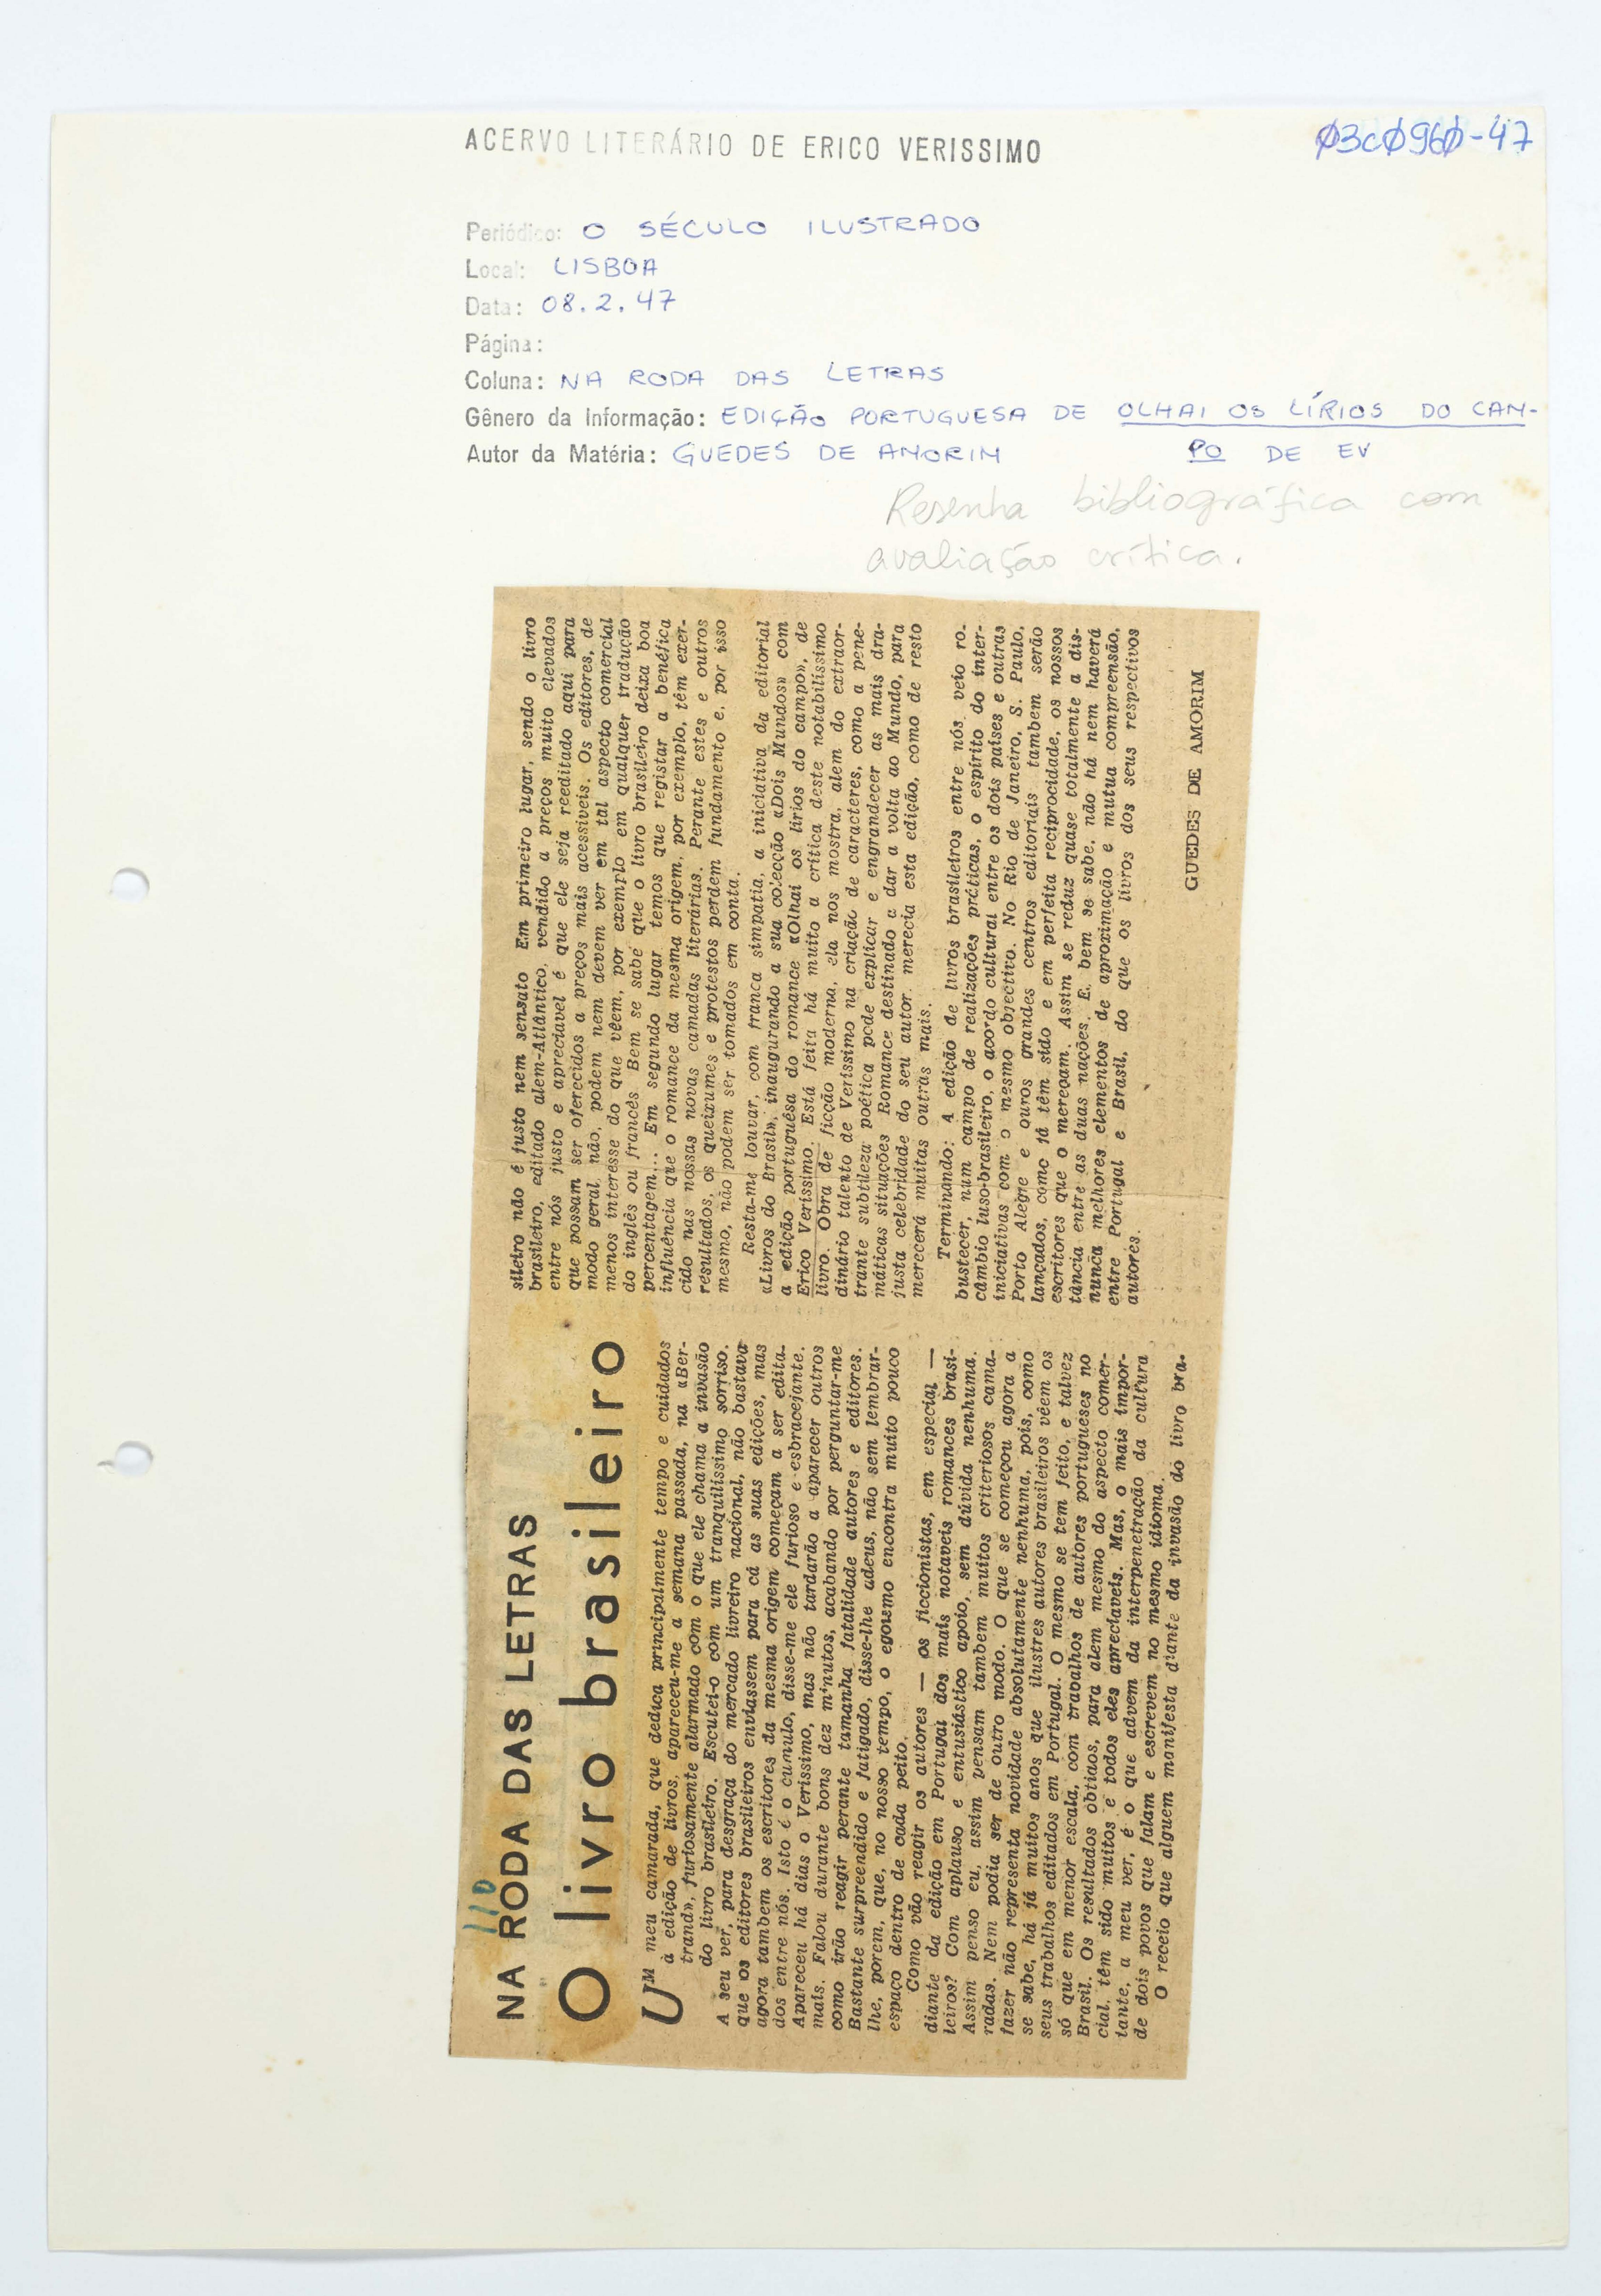 ACERVO LITERÁRIO DE ERICO VERISSIMO
Ø3cØ96Ø-47
Periódico: O SÉCULO ILUSTRADO
Local: LISBOA
Data: 08.2.47
Página:
Coluna: NA RODA DAS LETRAS
Gênero da Informação: EDIÇÃO PORTUGUESA DE OLHAI OS LÍRIOS DO CAM-
PO DE EV
Autor da Matéria: GUEDES DE AMORIM
Resenha bibliográfica com
avaliação crítica.
110
NA RODA DAS LETRAS
O livro brasileiro
UM meu camarada, que dedica principalmente tempo e cuidados
à edição de livros, apareceu-me a semana passada, na «Ber-
trand», furiosamente alarmado com o que ele chama a invasão
do livro brasileiro. Escutei-o com um tranquilíssimo sorriso.
A seu ver, para desgraça do mercado livreiro nacional, não bastava
que os editores brasileiros enviassem para cá as suas edições, mas
agora tambem os escritores da mesma origem começam a ser edita-
dos entre nós. Isto é o cumulo, disse-me ele furioso e esbracejante.
Apareceu há dias o Verissimo, mas não tardarão a aparecer outros
mais. Falou durante bons dez minutos, acabando por perguntar-me
como irão reagir perante tamanha fatalidade autores e editores.
Bastante surpreendido e fatigado, disse-lhe adeus, não sem lembrar-
lhe, porem, que, no nosso tempo, o egoísmo encontra muito pouco
espaço dentro de cada peito.
Como vão reagir os autores — os ficcionistas, em especial —
diante da edição em Portugal dos mais notaveis romances brasi-
leiros? Com aplauso e entusiástico apoio, sem dúvida nenhuma.
Assim penso eu, assim pensam tambem muitos criteriosos cama-
radas. Nem podia ser de outro modo. O que se começou agora a
fazer não representa novidade absolutamente nenhuma, pois, como
se sabe, há já muitos anos que ilustres autores brasileiros vêem os
seus trabalhos editados em Portugal. O mesmo se tem feito, e talvez
só que em menor escala, com trabalhos de autores portugueses no
Brasil. Os resultados obtidos, para alem mesmo do aspecto comer-
cial, têm sido muitos e todos eles apreciaveis. Mas, o mais impor-
tante, a meu ver, é o que advem da interpenetração da cultura
de dois povos que falam e escrevem no mesmo idioma.
O receio que alguem manifesta diante da invasão do livro bra-
sileiro não é justo nem sensato Em primeiro lugar, sendo o livro
brasileiro, editado alem-Atlântico, vendido a preços muito elevados
entre nós justo e apreciavel é que ele seja reeditado aqui para
que possam ser oferecidos a preços mais acessiveis. Os editores, de
modo geral, não, podem nem devem ver em tal aspecto comercial
menos interesse do que vêem, por exemplo em qualquer tradução
do inglês ou francês Bem se sabe que o livro brasileiro deixa boa
percentagem... Em segundo lugar temos que registar a benéfica
influência que o romance da mesma origem, por exemplo, têm exer-
cido nas nossas novas camadas literárias. Perante estes e outros
resultados, os queixumes e protestos perdem fundamento e, por isso
mesmo, não podem ser tomados em conta.
Resta-me louvar, com franca simpatia, a iniciativa da editorial
«Livros do Brasil», inaugurando a sua colecção «Dois Mundos» com
a edição portuguêsa do romance «Olhai os lírios do campo», de
Erico Veríssimo. Está feita há muito a crítica deste notabilissimo
livro. Obra de ficção moderna, ela nos mostra, alem do extraor-
dinário talento de Veríssimo na criação de caracteres, como a pene-
trante subtileza poética pode explicar e engrandecer as mais dra-
máticas situações Romance destinado a dar a volta ao Mundo, para
justa celebridade do seu autor. merecia esta edição, como de resto
merecerá muitas outras mais.
Terminando: A edição de livros brasileiros entre nós veio ro-
bustecer, num campo de realizações práticas, o espírito do inter-
câmbio luso-brasileiro, o acordo cultural entre os dois países e outras
iniciativas com o mesmo objectivo. No Rio de Janeiro, S. Paulo,
Porto Alegre e ouros grandes centros editoriais tambem serão
lançados, como já têm sido e em perfeita reciprocidade, os nossos
escritores que o mereçam. Assim se reduz quase totalmente a dis-
tância entre as duas nações. E, bem se sabe, não há nem haverá
nunca melhores elementos de aproximação e mutua compreensão,
entre Portugal e Brasil, do que os livros dos seus respectivos
autores.
GUEDES DE AMORIM